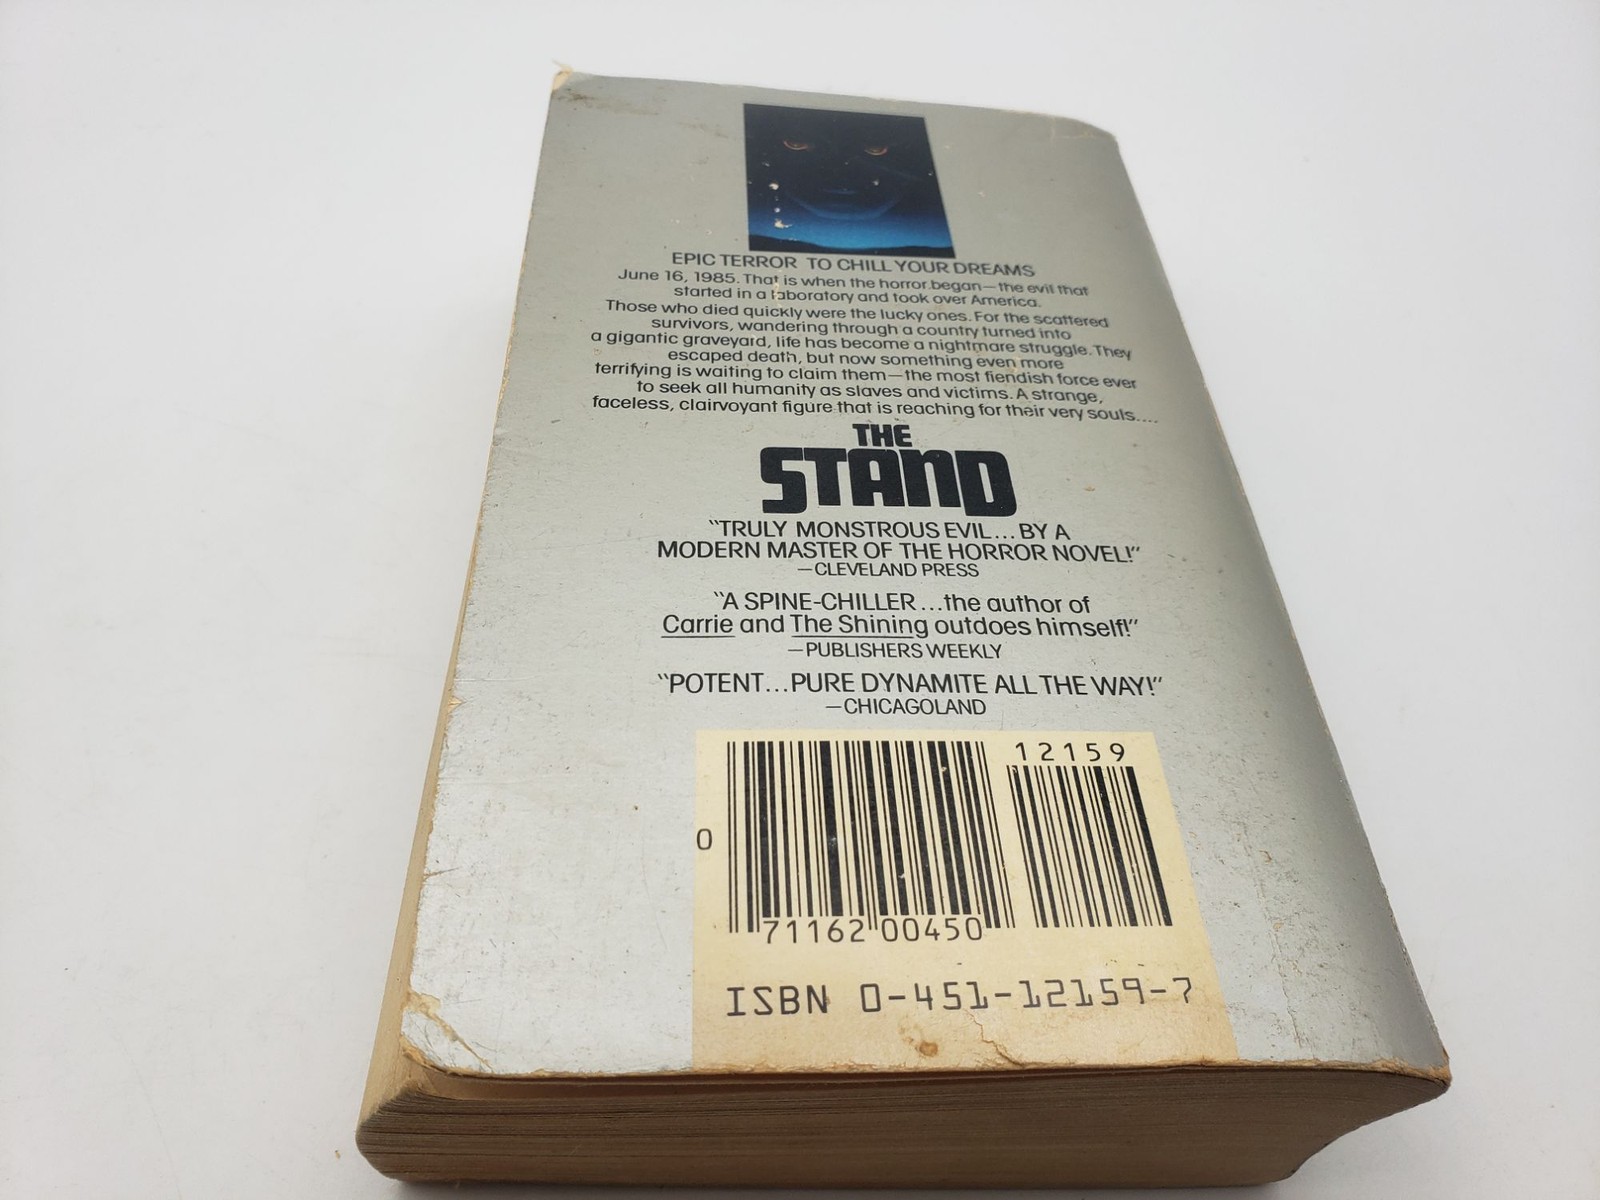 EPIC TERROR TO CHILL YOUR DREAMS
June 16, 1985. That is when the horror began—the evil that
started in a laboratory and took over America.
Those who died quickly were the lucky ones. For the scattered
survivors, wandering through a country turned into
a gigantic graveyard, life has become a nightmare struggle. They
escaped death, but now something even more
terrifying is waiting to claim them—the most fiendish force ever
to seek all humanity as slaves and victims. A strange,
faceless, clairvoyant figure that is reaching for their very souls....
THE
STAND
"TRULY MONSTROUS EVIL...BY A
MODERN MASTER OF THE HORROR NOVEL!"
—CLEVELAND PRESS
"A SPINE-CHILLER...the author of
Carrie and The Shining outdoes himself!"
—PUBLISHERS WEEKLY
"POTENT...PURE DYNAMITE ALL THE WAY!"
—CHICAGOLAND
12159
0
71162 00450
ISBN 0-451-12159-7